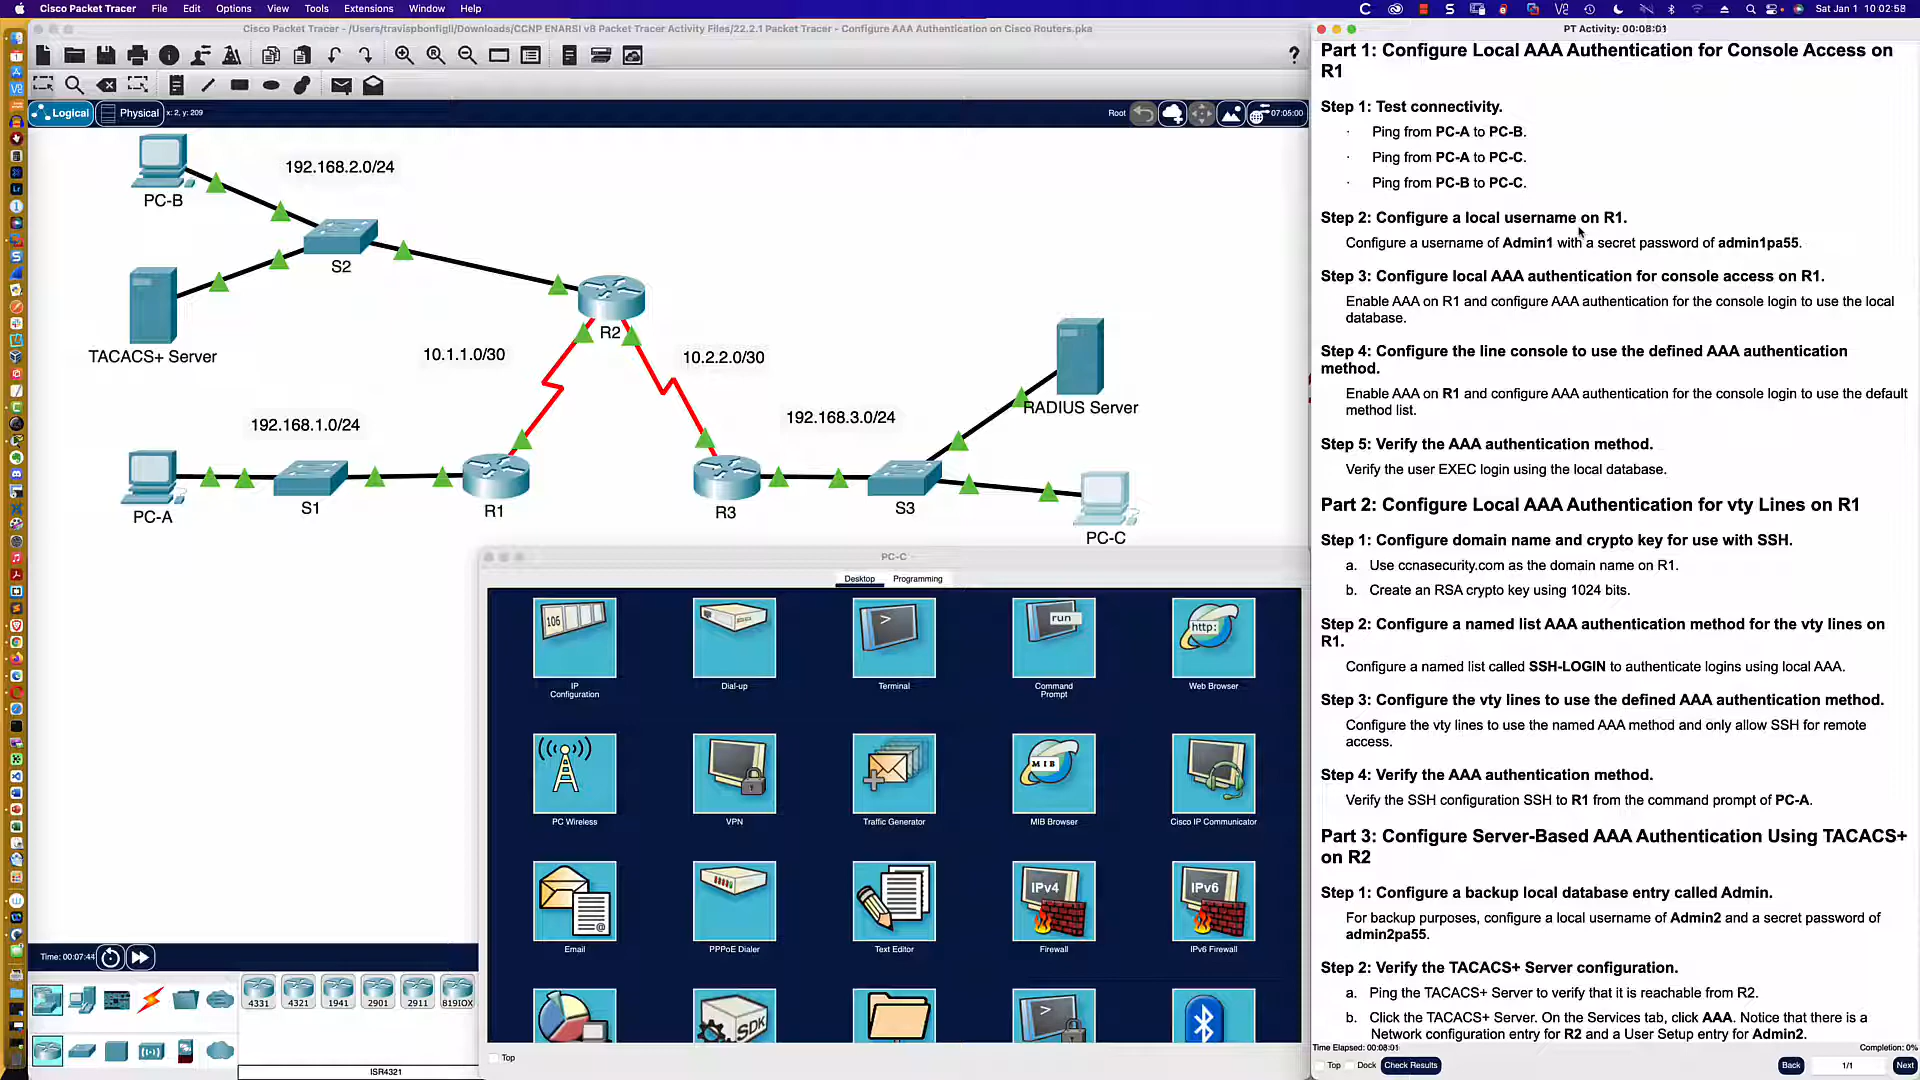 Cisco Packet Tracer File Edit Options View Tools Extensions Window Help
Sat Jan 1 10:02:58
Cisco Packet Tracer - /Users/travispbonfigli/Downloads/CCNP ENARSI v8 Packet Tracer Activity Files/22.2.1 Packet Tracer - Configure AAA Authentication on Cisco Routers.pka
Logical
Physical
x: 2, y: 209
Root
07:05:00
192.168.2.0/24
PC-B
S2
TACACS+ Server
R2
10.1.1.0/30
10.2.2.0/30
RADIUS Server
192.168.1.0/24
192.168.3.0/24
PC-A
S1
R1
R3
S3
PC-C
PC-C
Desktop
Programming
106
run
http:
IP Configuration
Dial-up
Terminal
Command Prompt
Web Browser
MIB
PC Wireless
VPN
Traffic Generator
MIB Browser
Cisco IP Communicator
IPv4
IPv6
Email
PPPoE Dialer
Text Editor
Firewall
IPv6 Firewall
SDK
Top
Time: 00:07:44
4331
4321
1941
2901
2911
819IOX
ISR4321
PT Activity: 00:08:01
Part 1: Configure Local AAA Authentication for Console Access on
R1
Step 1: Test connectivity.
· Ping from PC-A to PC-B.
· Ping from PC-A to PC-C.
· Ping from PC-B to PC-C.
Step 2: Configure a local username on R1.
Configure a username of Admin1 with a secret password of admin1pa55.
Step 3: Configure local AAA authentication for console access on R1.
Enable AAA on R1 and configure AAA authentication for the console login to use the local
database.
Step 4: Configure the line console to use the defined AAA authentication
method.
Enable AAA on R1 and configure AAA authentication for the console login to use the default
method list.
Step 5: Verify the AAA authentication method.
Verify the user EXEC login using the local database.
Part 2: Configure Local AAA Authentication for vty Lines on R1
Step 1: Configure domain name and crypto key for use with SSH.
a. Use ccnasecurity.com as the domain name on R1.
b. Create an RSA crypto key using 1024 bits.
Step 2: Configure a named list AAA authentication method for the vty lines on
R1.
Configure a named list called SSH-LOGIN to authenticate logins using local AAA.
Step 3: Configure the vty lines to use the defined AAA authentication method.
Configure the vty lines to use the named AAA method and only allow SSH for remote
access.
Step 4: Verify the AAA authentication method.
Verify the SSH configuration SSH to R1 from the command prompt of PC-A.
Part 3: Configure Server-Based AAA Authentication Using TACACS+
on R2
Step 1: Configure a backup local database entry called Admin.
For backup purposes, configure a local username of Admin2 and a secret password of
admin2pa55.
Step 2: Verify the TACACS+ Server configuration.
a. Ping the TACACS+ Server to verify that it is reachable from R2.
b. Click the TACACS+ Server. On the Services tab, click AAA. Notice that there is a
Network configuration entry for R2 and a User Setup entry for Admin2.
Time Elapsed: 00:08:01
Completion: 0%
Top
Dock
Check Results
Back
1/1
Next